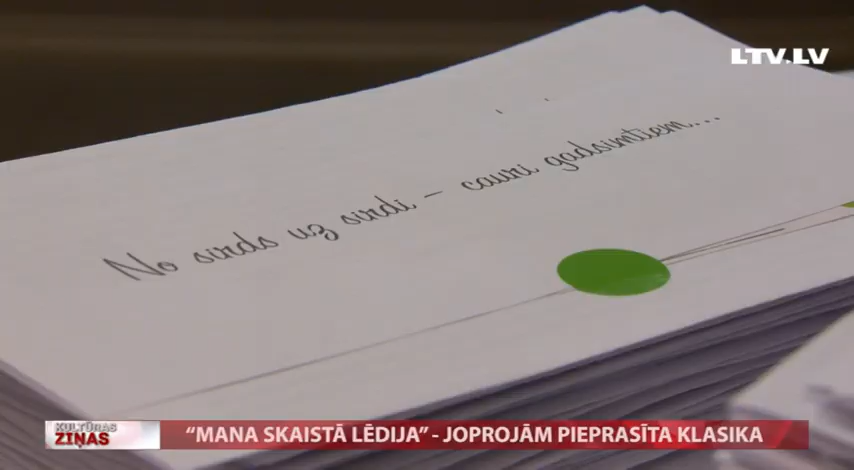 LTV.LV
No sirds uz sirdi – cauri gadsimtiem...
KULTŪRAS
ZIŅAS
“MANA SKAISTĀ LĒDIJA” - JOPROJĀM PIEPRASĪTA KLASIKA